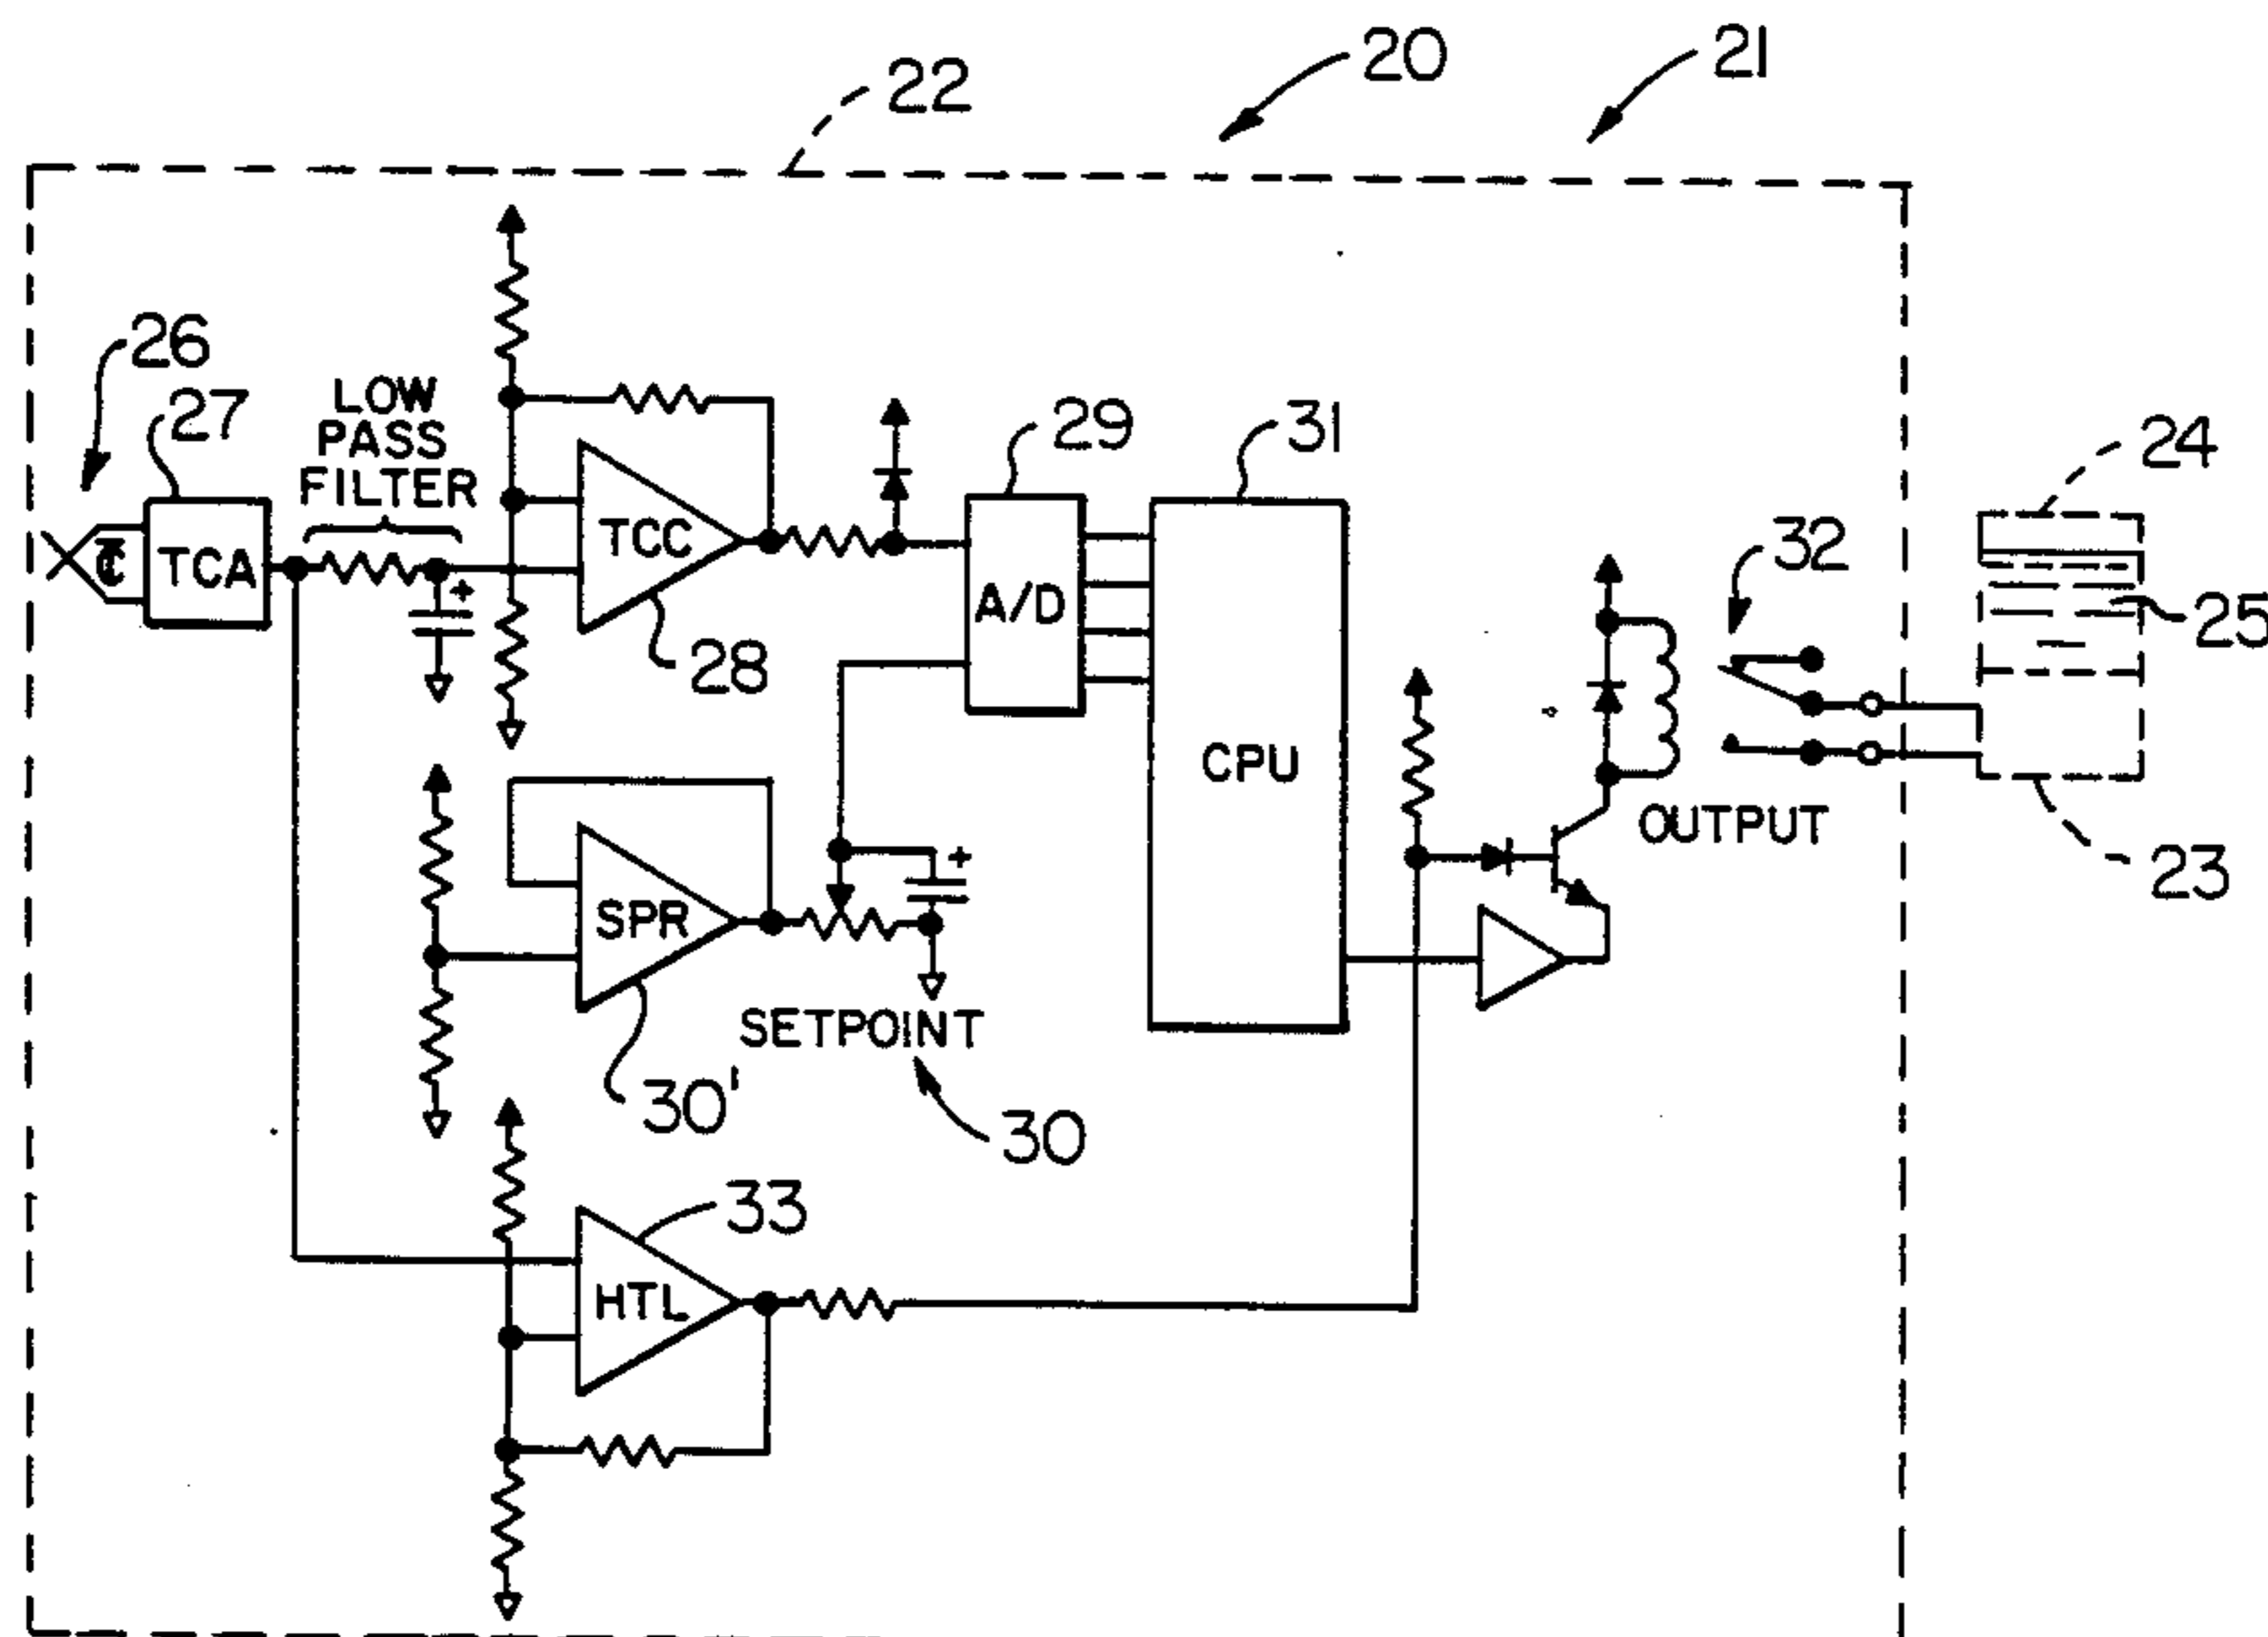 20
21
22
26
27
LOW
PASS
FILTER
TC
TCA
TCC
28
29
A/D
31
CPU
24
25
32
23
OUTPUT
+
SPR
30'
+
SETPOINT
30
33
HTL